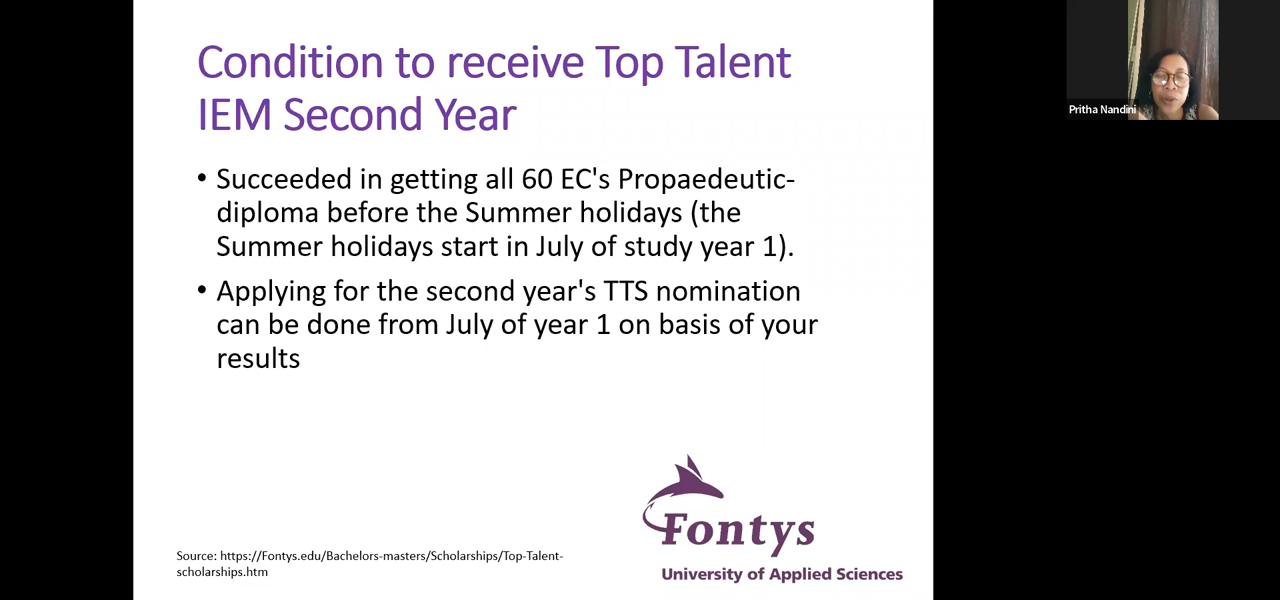 Condition to receive Top Talent
IEM Second Year
• Succeeded in getting all 60 EC's Propaedeutic-
diploma before the Summer holidays (the
Summer holidays start in July of study year 1).
• Applying for the second year's TTS nomination
can be done from July of year 1 on basis of your
results
Source: https://Fontys.edu/Bachelors-masters/Scholarships/Top-Talent-
scholarships.htm
Fontys
University of Applied Sciences
Pritha Nandini